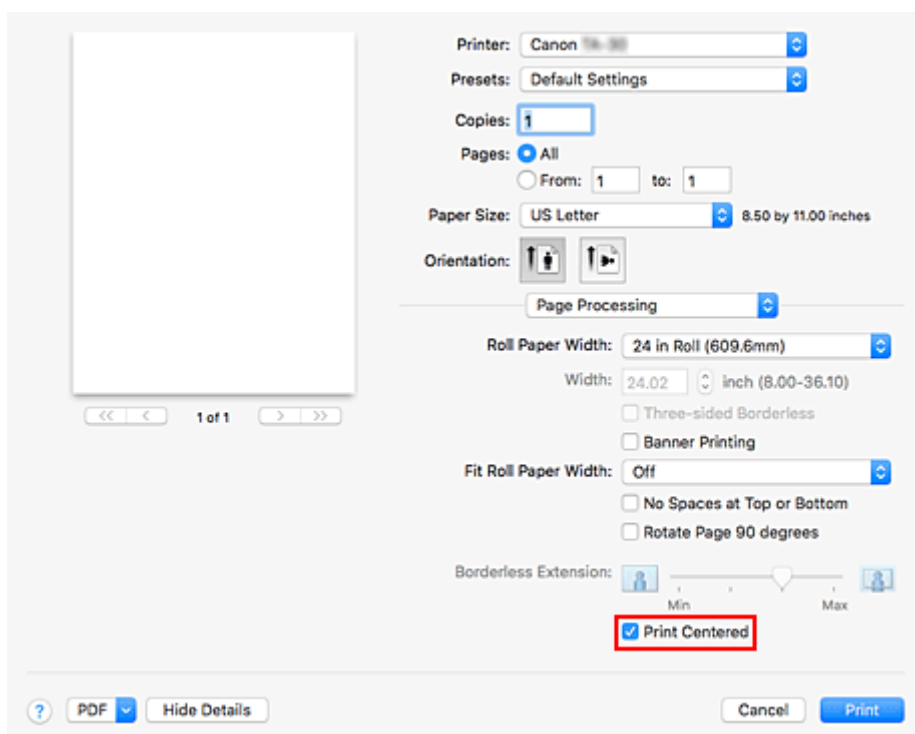 Printer: Canon
Presets: Default Settings
Copies: 1
Pages: All
From: 1 to: 1
Paper Size: US Letter 8.50 by 11.00 inches
Orientation:
Page Processing
Roll Paper Width: 24 in Roll (609.6mm)
Width: 24.02 inch (8.00-36.10)
Three-sided Borderless
1 of 1
Banner Printing
Fit Roll Paper Width: Off
No Spaces at Top or Bottom
Rotate Page 90 degrees
Borderless Extension:
Min Max
Print Centered
? PDF Hide Details Cancel Print